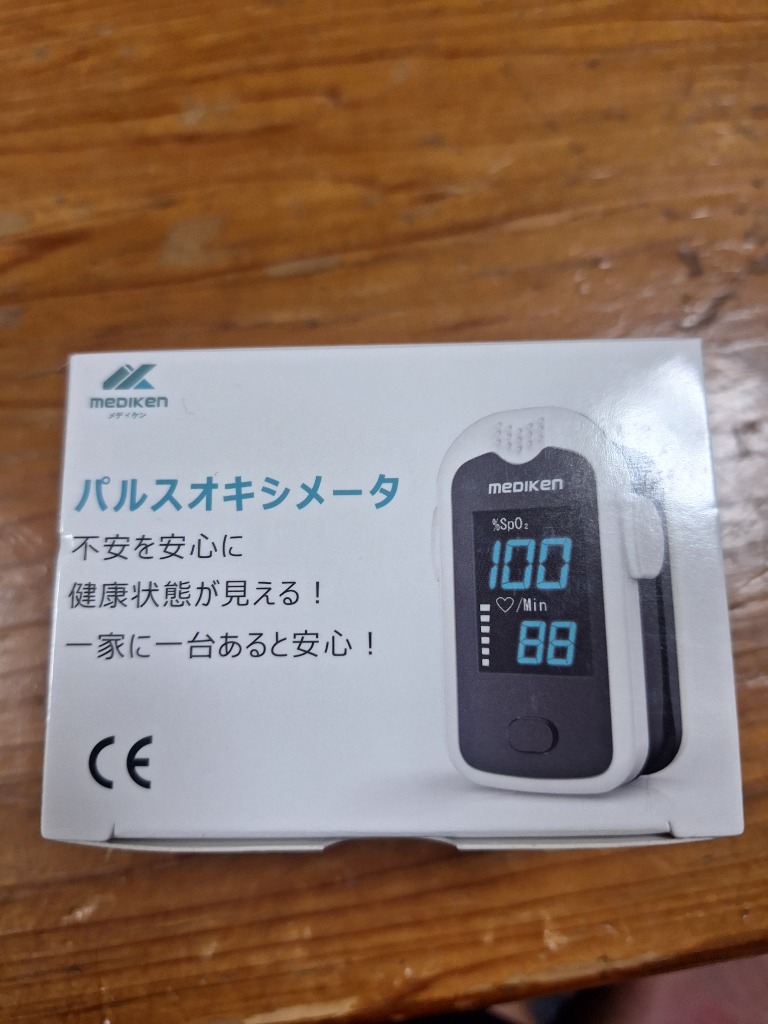 MEDIKEN
メディケン
パルスオキシメータ
不安を安心に
健康状態が見える！
一家に一台あると安心！
CE
MEDIKEN
%SpO₂
100
♡/Min
88